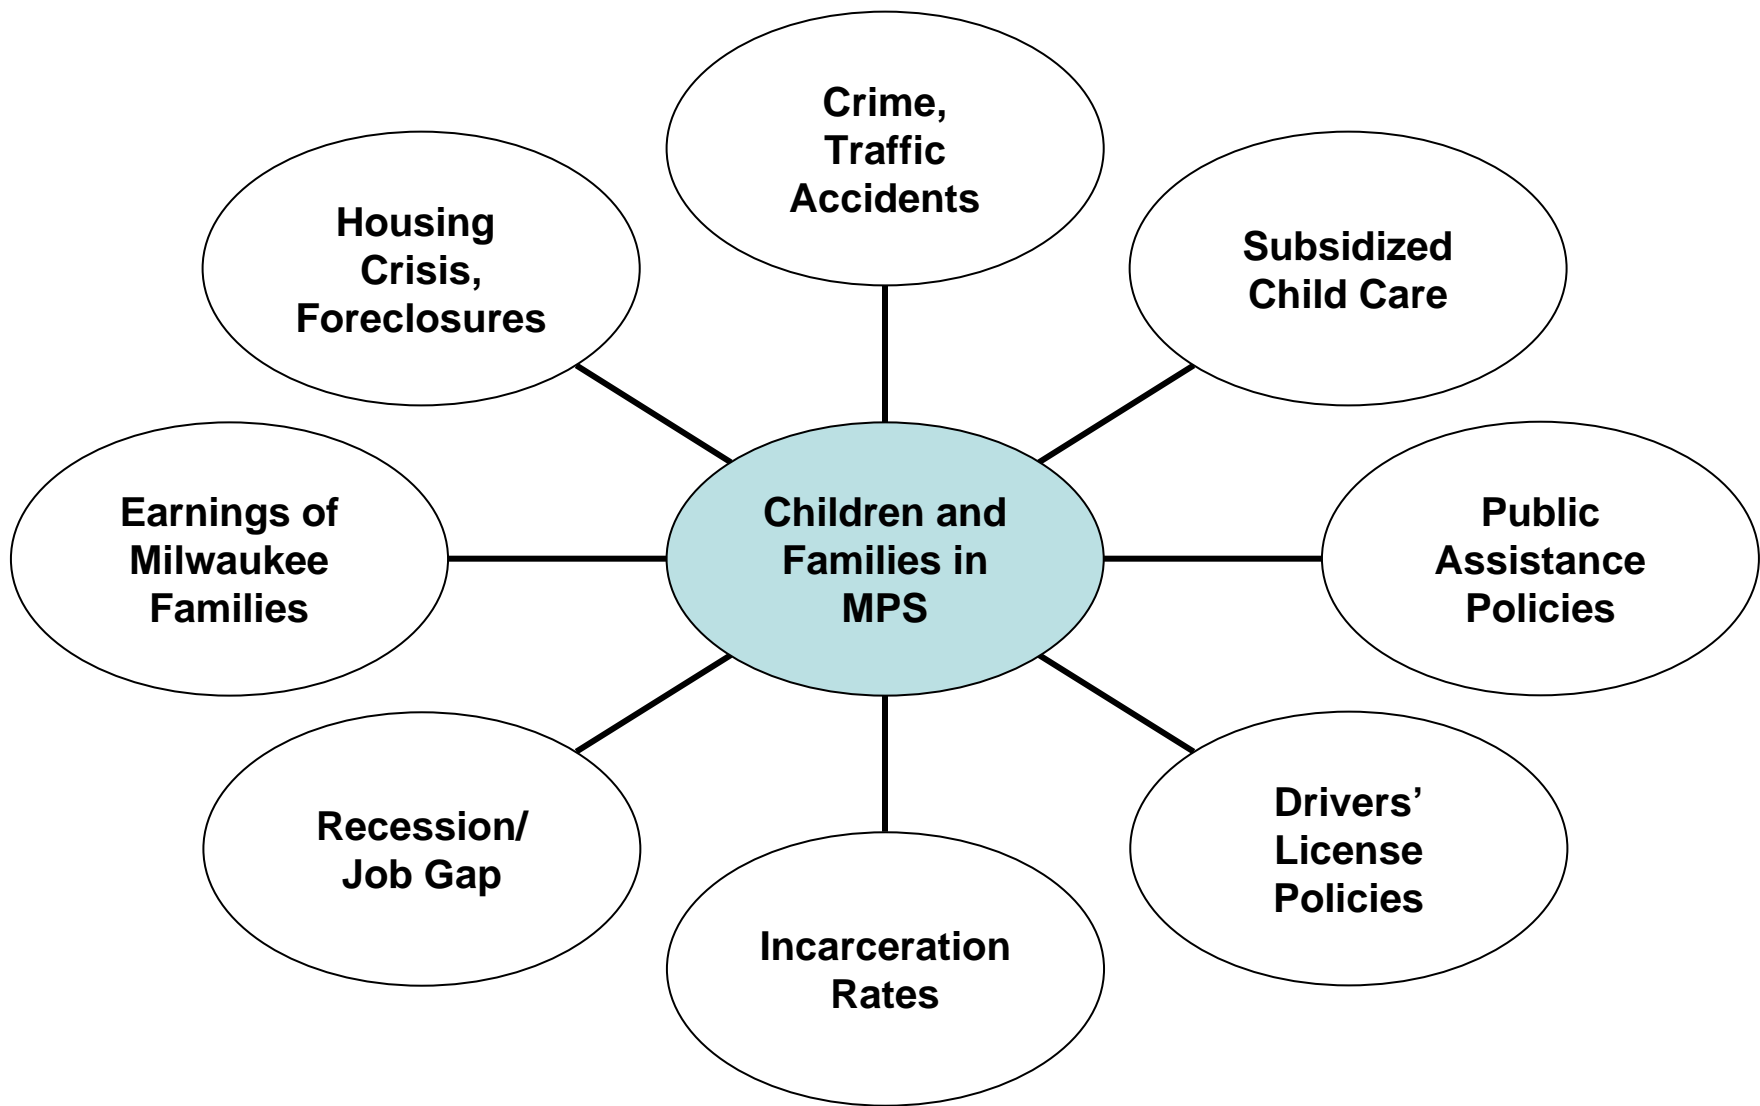 Crime,
Traffic
Accidents
Housing
Crisis,
Foreclosures
Subsidized
Child Care
Earnings of
Milwaukee
Families
Children and
Families in
MPS
Public
Assistance
Policies
Recession/
Job Gap
Drivers’
License
Policies
Incarceration
Rates